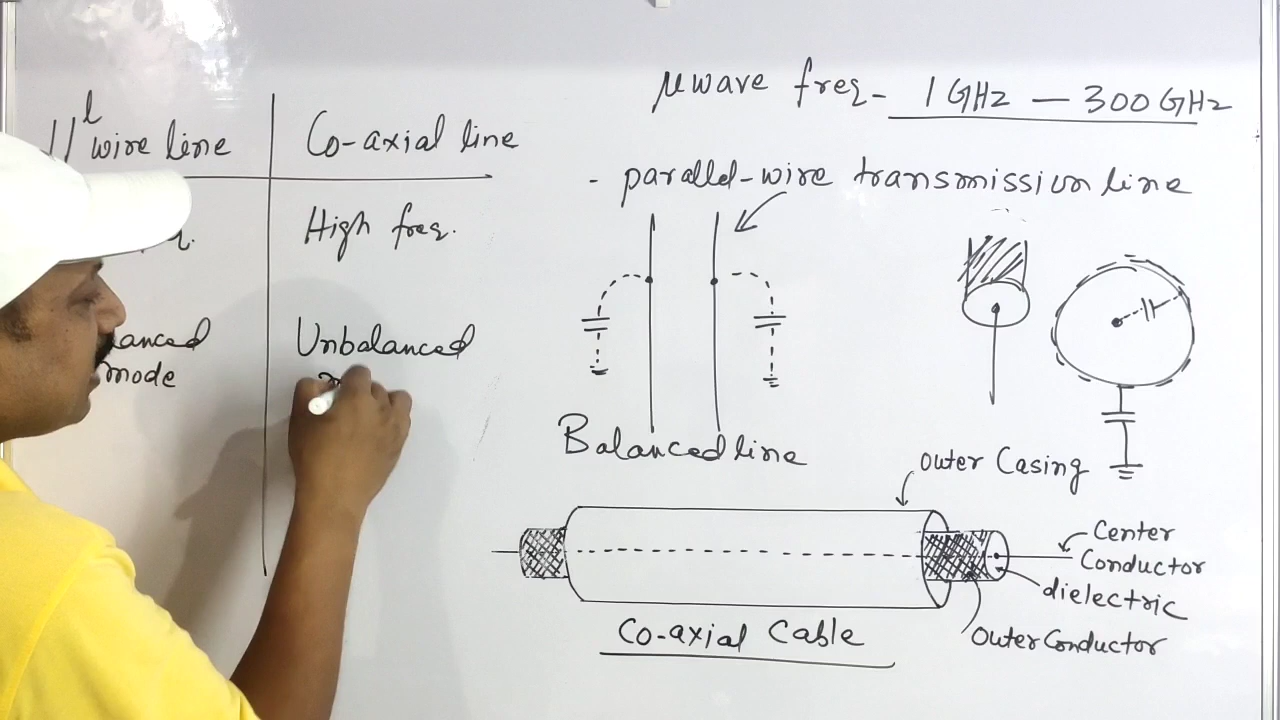 μwave freq- 1 GHz — 300 GHz
//l wire line
Co-axial line
- parallel-wire transmission line
High freq.
Unbalanced
mode
Balanced line
outer Casing
Center
Conductor
dielectric
Outer Conductor
Co-axial Cable